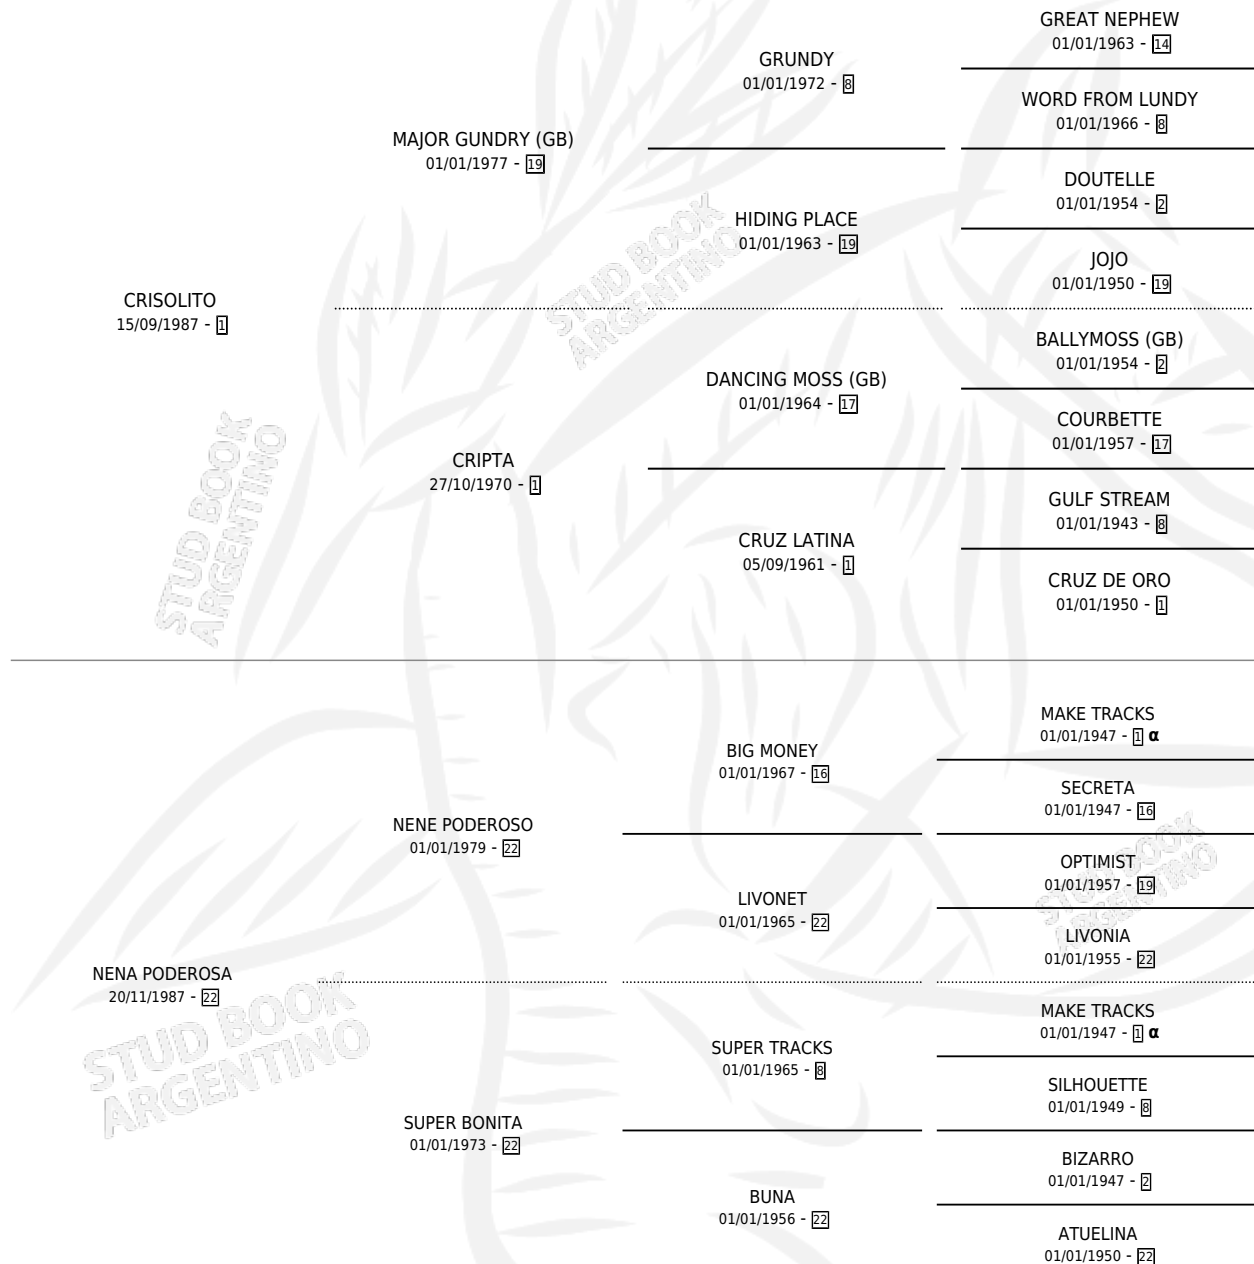 GREAT NEPHEW
01/01/1963 - 14
GRUNDY
01/01/1972 - 8
WORD FROM LUNDY
01/01/1966 - 8
MAJOR GUNDRY (GB)
01/01/1977 - 19
DOUTELLE
01/01/1954 - 2
HIDING PLACE
01/01/1963 - 19
JOJO
01/01/1950 - 19
CRISOLITO
15/09/1987 - 1
BALLYMOSS (GB)
01/01/1954 - 2
DANCING MOSS (GB)
01/01/1964 - 17
COURBETTE
01/01/1957 - 17
CRIPTA
27/10/1970 - 1
GULF STREAM
01/01/1943 - 8
CRUZ LATINA
05/09/1961 - 1
CRUZ DE ORO
01/01/1950 - 1
MAKE TRACKS
01/01/1947 - 1 α
BIG MONEY
01/01/1967 - 16
SECRETA
01/01/1947 - 16
NENE PODEROSO
01/01/1979 - 22
OPTIMIST
01/01/1957 - 19
LIVONET
01/01/1965 - 22
LIVONIA
01/01/1955 - 22
NENA PODEROSA
20/11/1987 - 22
MAKE TRACKS
01/01/1947 - 1 α
SUPER TRACKS
01/01/1965 - 8
SILHOUETTE
01/01/1949 - 8
SUPER BONITA
01/01/1973 - 22
BIZARRO
01/01/1947 - 2
BUNA
01/01/1956 - 22
ATUELINA
01/01/1950 - 22
STUD BOOK
ARGENTINO
STUD BOOK
ARGENTINO
STUD BOOK
ARGENTINO
STUD BOOK
ARGENTINO